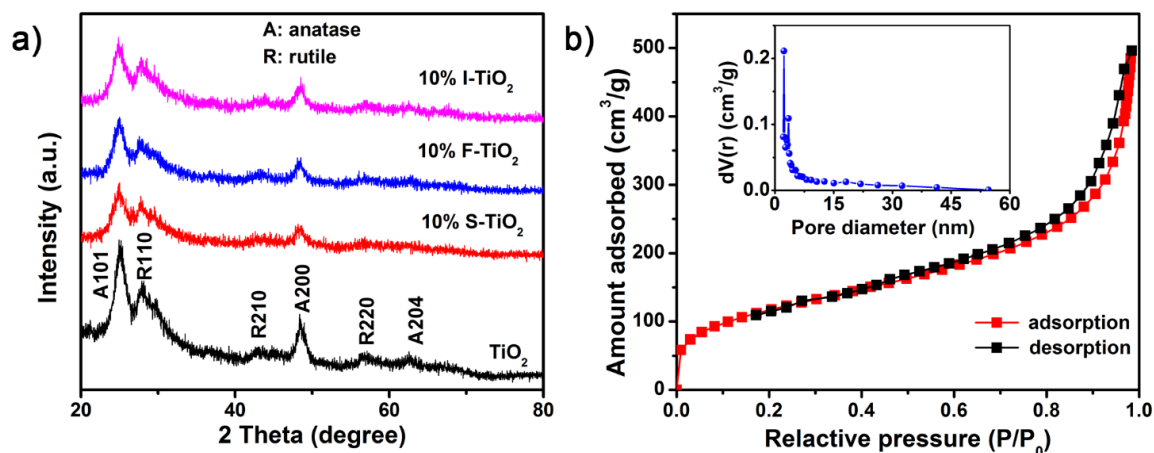 a)
A: anatase
R: rutile
10% I-TiO₂
10% F-TiO₂
10% S-TiO₂
A101
R110
R210
A200
R220
A204
TiO₂
Intensity (a.u.)
20 40 60 80
2 Theta (degree)
b)
500
400
300
200
100
0
Amount adsorbed (cm³/g)
0.2
0.1
0.0
dV(r) (cm³/g)
0 15 30 45 60
Pore diameter (nm)
adsorption
desorption
0.0 0.2 0.4 0.6 0.8 1.0
Relactive pressure (P/P₀)